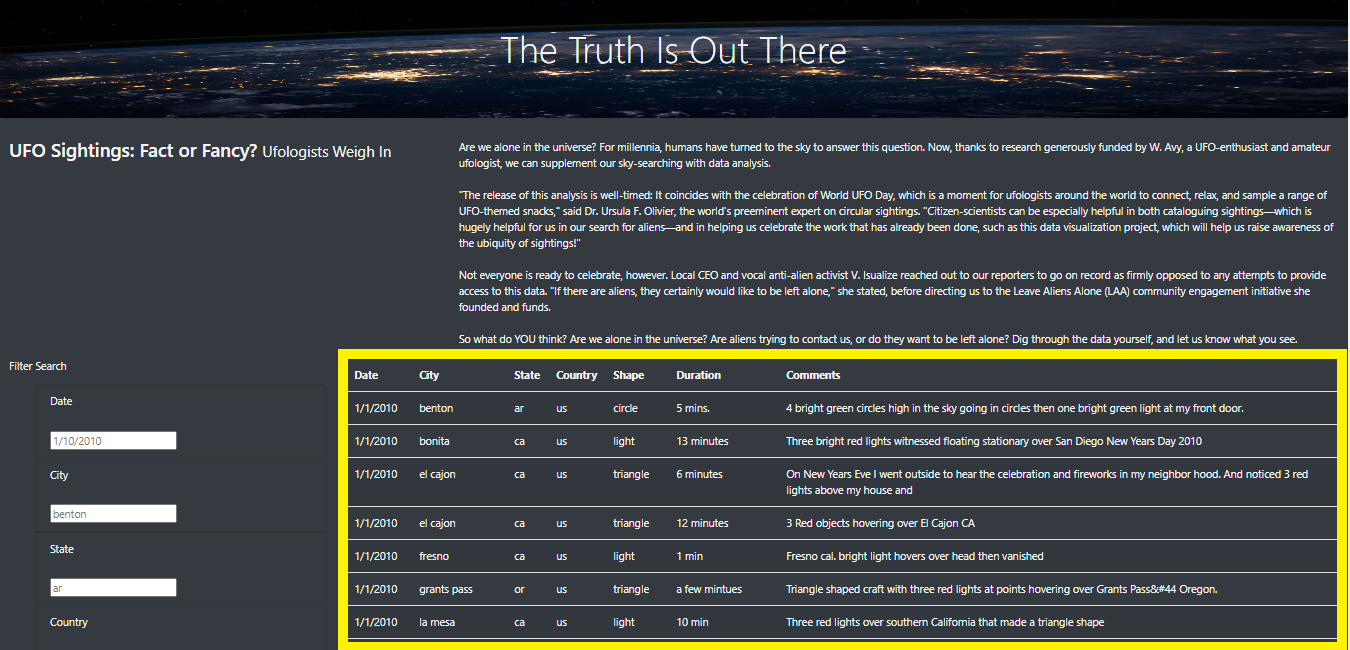 The Truth Is Out There
UFO Sightings: Fact or Fancy? Ufologists Weigh In
Are we alone in the universe? For millennia, humans have turned to the sky to answer this question. Now, thanks to research generously funded by W. Avy, a UFO-enthusiast and amateur
ufologist, we can supplement our sky-searching with data analysis.
"The release of this analysis is well-timed: It coincides with the celebration of World UFO Day, which is a moment for ufologists around the world to connect, relax, and sample a range of
UFO-themed snacks," said Dr. Ursula F. Olivier, the world's preeminent expert on circular sightings. "Citizen-scientists can be especially helpful in both cataloguing sightings—which is
hugely helpful for us in our search for aliens—and in helping us celebrate the work that has already been done, such as this data visualization project, which will help us raise awareness of
the ubiquity of sightings!"
Not everyone is ready to celebrate, however. Local CEO and vocal anti-alien activist V. Isualize reached out to our reporters to go on record as firmly opposed to any attempts to provide
access to this data. "If there are aliens, they certainly would like to be left alone," she stated, before directing us to the Leave Aliens Alone (LAA) community engagement initiative she
founded and funds.
So what do YOU think? Are we alone in the universe? Are aliens trying to contact us, or do they want to be left alone? Dig through the data yourself, and let us know what you see.
Filter Search
Date
1/10/2010
City
benton
State
ar
Country
Date City State Country Shape Duration Comments
1/1/2010 benton ar us circle 5 mins. 4 bright green circles high in the sky going in circles then one bright green light at my front door.
1/1/2010 bonita ca us light 13 minutes Three bright red lights witnessed floating stationary over San Diego New Years Day 2010
1/1/2010 el cajon ca us triangle 6 minutes On New Years Eve I went outside to hear the celebration and fireworks in my neighbor hood. And noticed 3 red
lights above my house and
1/1/2010 el cajon ca us triangle 12 minutes 3 Red objects hovering over El Cajon CA
1/1/2010 fresno ca us light 1 min Fresno cal. bright light hovers over head then vanished
1/1/2010 grants pass or us triangle a few mintues Triangle shaped craft with three red lights at points hovering over Grants Pass&#44 Oregon.
1/1/2010 la mesa ca us light 10 min Three red lights over southern California that made a triangle shape